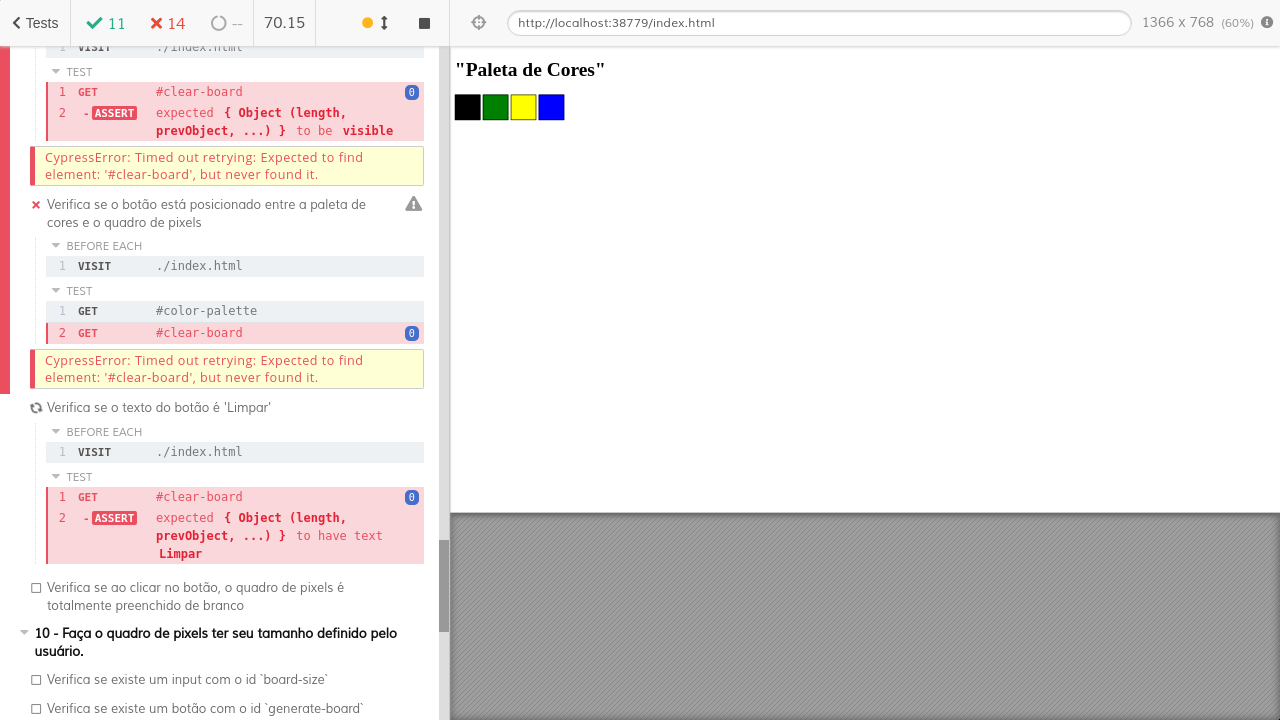 Tests 11 14 -- 70.15
http://localhost:38779/index.html 1366 x 768 (60%)
1 VISIT ./index.html
TEST
1 GET #clear-board 0
2 -ASSERT expected { Object (length,
prevObject, ...) } to be visible
CypressError: Timed out retrying: Expected to find
element: '#clear-board', but never found it.
Verifica se o botão está posicionado entre a paleta de
cores e o quadro de pixels
BEFORE EACH
1 VISIT ./index.html
TEST
1 GET #color-palette
2 GET #clear-board 0
CypressError: Timed out retrying: Expected to find
element: '#clear-board', but never found it.
Verifica se o texto do botão é 'Limpar'
BEFORE EACH
1 VISIT ./index.html
TEST
1 GET #clear-board 0
2 -ASSERT expected { Object (length,
prevObject, ...) } to have text
Limpar
Verifica se ao clicar no botão, o quadro de pixels é
totalmente preenchido de branco
10 - Faça o quadro de pixels ter seu tamanho definido pelo
usuário.
Verifica se existe um input com o id `board-size`
Verifica se existe um botão com o id `generate-board`
"Paleta de Cores"